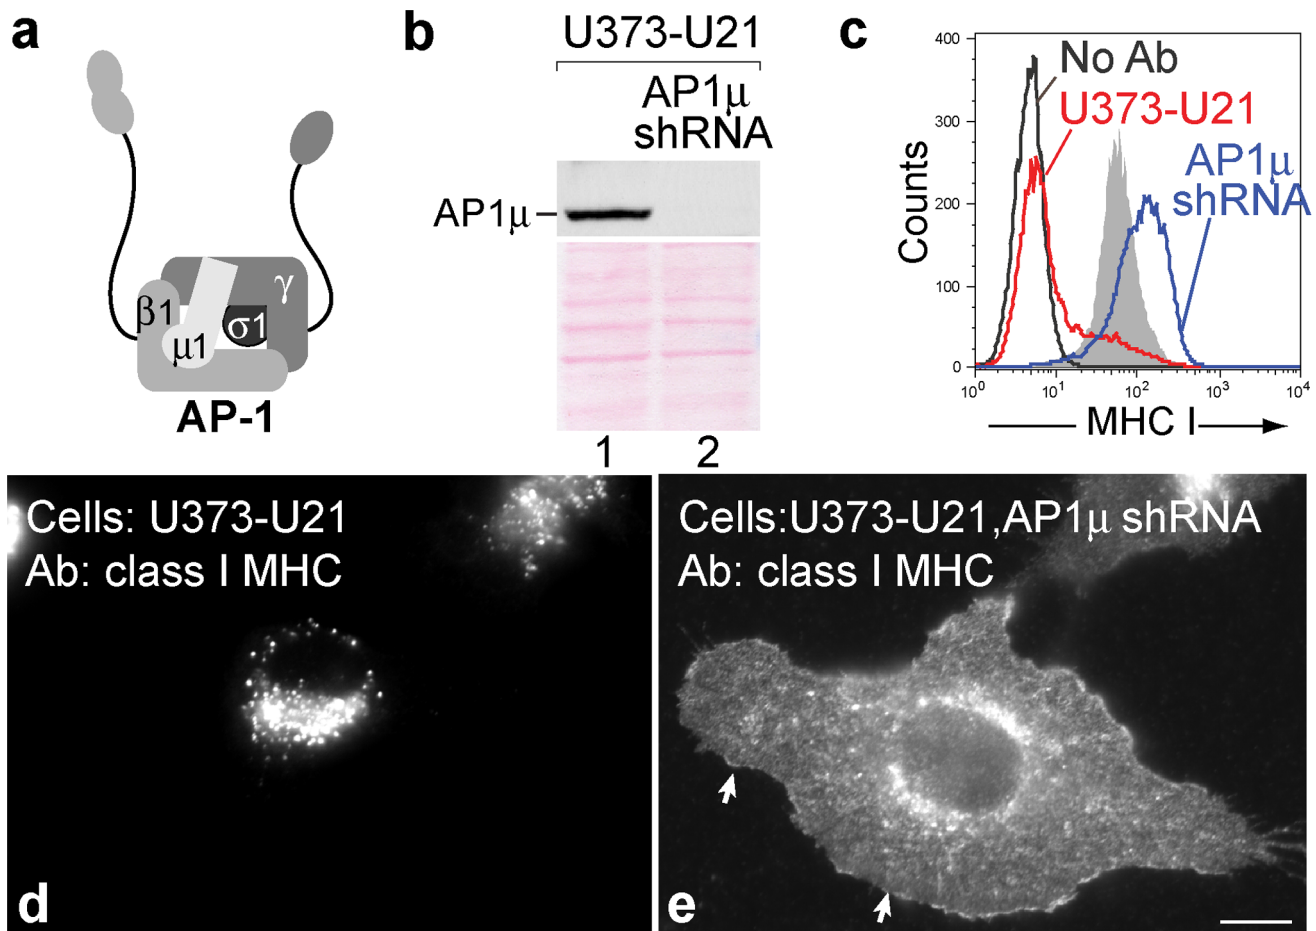 a
β1
μ1
σ1
γ
AP-1
b
U373-U21
AP1μ
shRNA
AP1μ
1 2
c
400
300
200
100
0
Counts
No Ab
U373-U21
AP1μ
shRNA
10⁰ 10¹ 10² 10³ 10⁴
MHC I
Cells: U373-U21
Ab: class I MHC
d
Cells:U373-U21,AP1μ shRNA
Ab: class I MHC
e